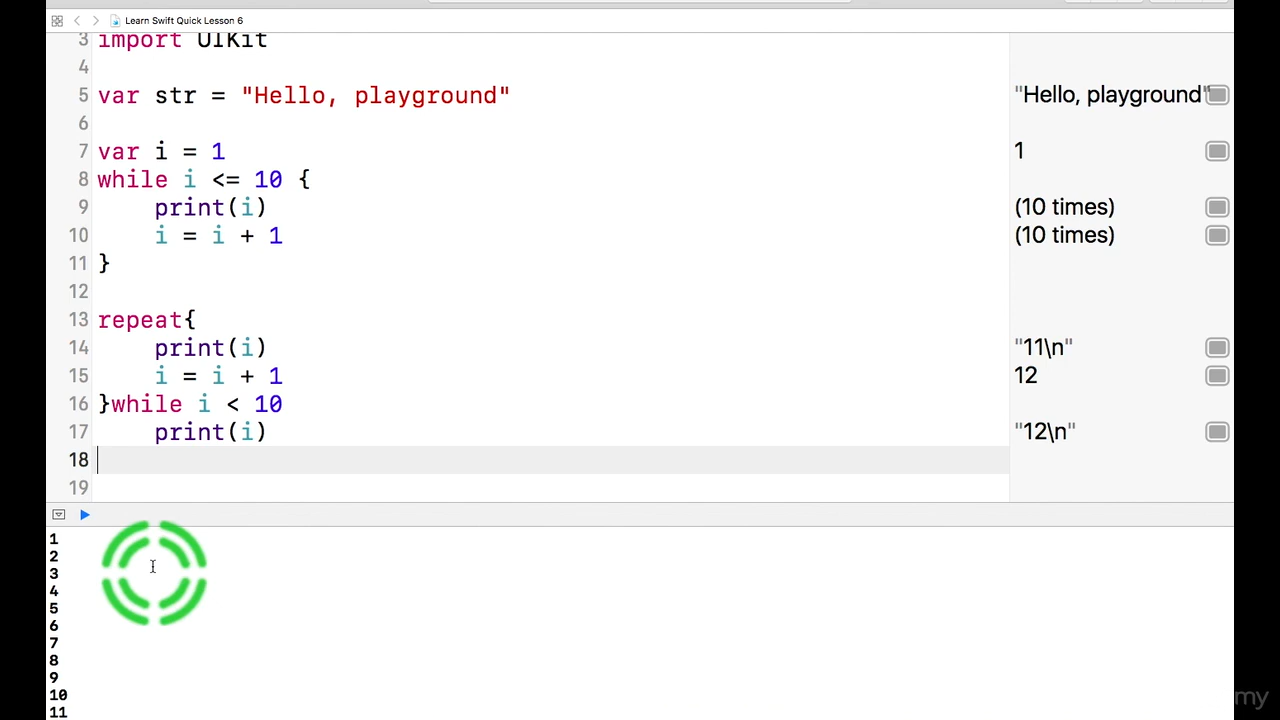 Learn Swift Quick Lesson 6
3 import UIKit
4
5 var str = "Hello, playground" "Hello, playground"
6
7 var i = 1 1
8 while i <= 10 {
9 print(i) (10 times)
10 i = i + 1 (10 times)
11 }
12
13 repeat{
14 print(i) "11\n"
15 i = i + 1 12
16 }while i < 10
17 print(i) "12\n"
18
19
1
2
3
4
5
6
7
8
9
10
11
my